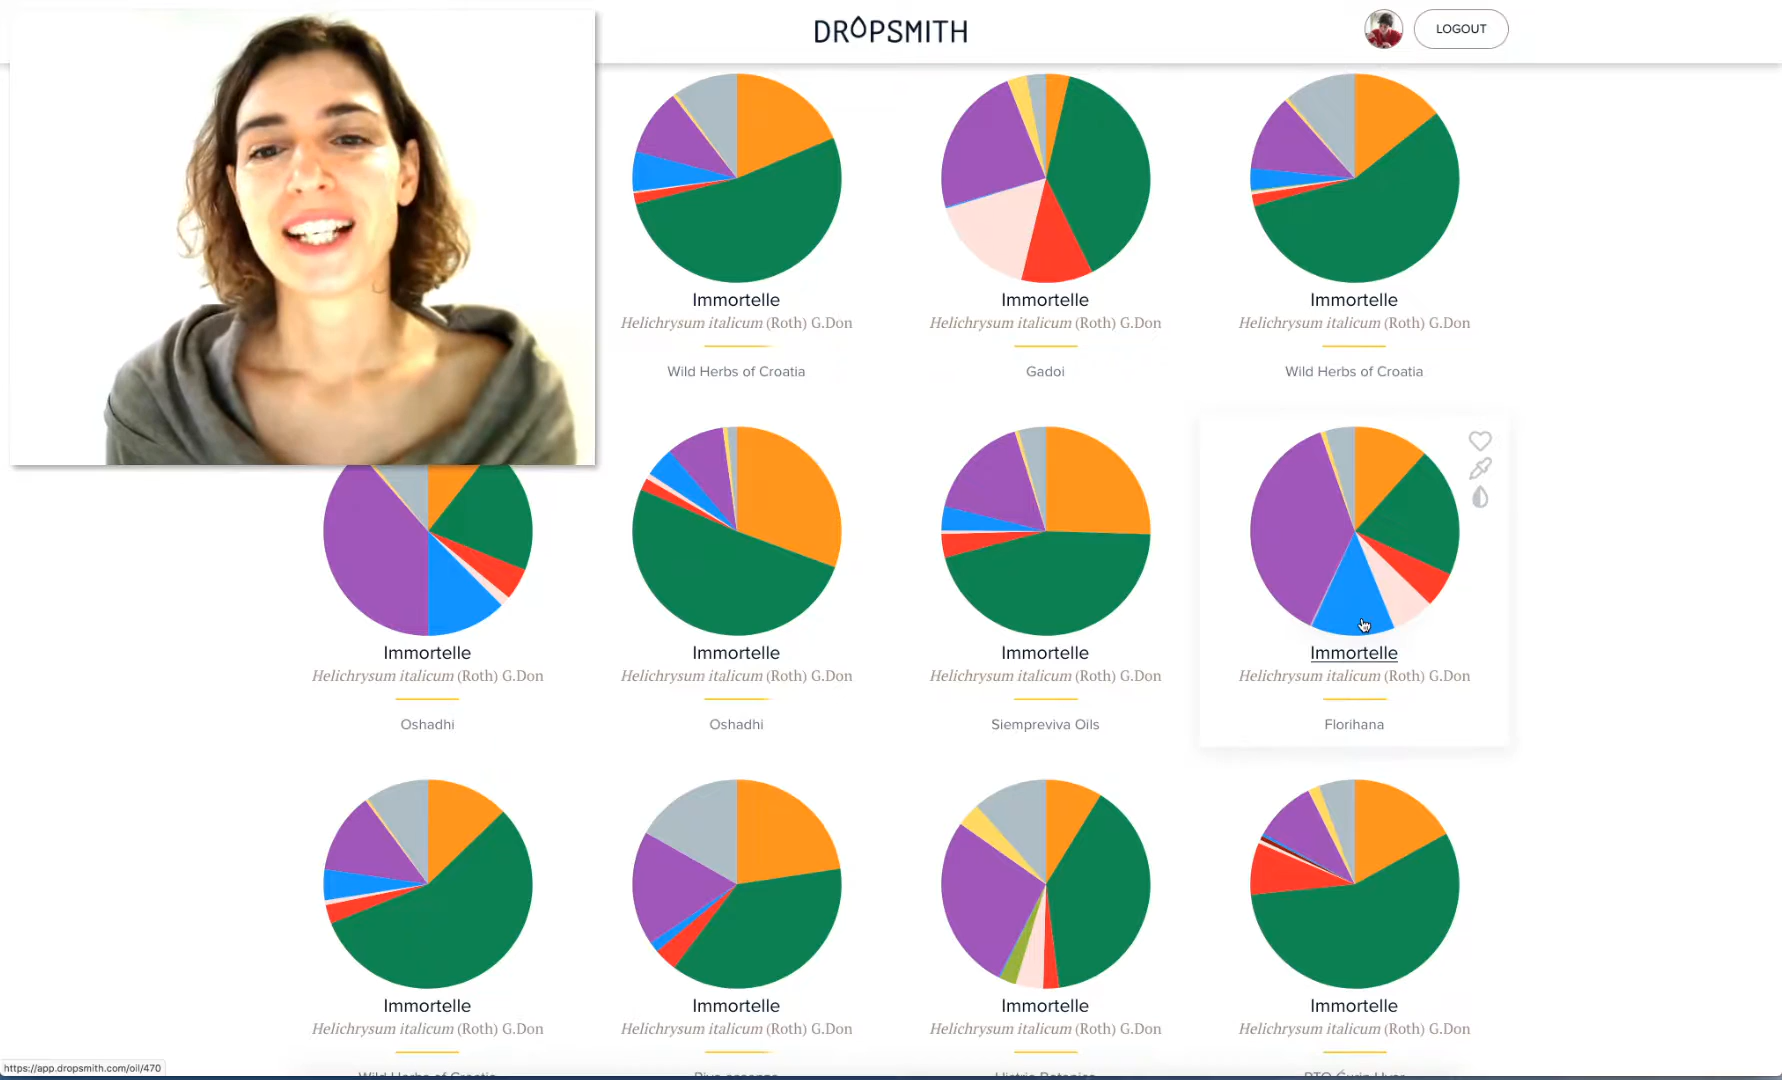 DROPSMITH
LOGOUT
Immortelle
Helichrysum italicum (Roth) G.Don
Wild Herbs of Croatia
Immortelle
Helichrysum italicum (Roth) G.Don
Gadoi
Immortelle
Helichrysum italicum (Roth) G.Don
Wild Herbs of Croatia
Immortelle
Helichrysum italicum (Roth) G.Don
Oshadhi
Immortelle
Helichrysum italicum (Roth) G.Don
Oshadhi
Immortelle
Helichrysum italicum (Roth) G.Don
Siempreviva Oils
Immortelle
Helichrysum italicum (Roth) G.Don
Florihana
Immortelle
Helichrysum italicum (Roth) G.Don
Wild Herbs of Croatia
Immortelle
Helichrysum italicum (Roth) G.Don
Immortelle
Helichrysum italicum (Roth) G.Don
Immortelle
Helichrysum italicum (Roth) G.Don
https://app.dropsmith.com/oil/470